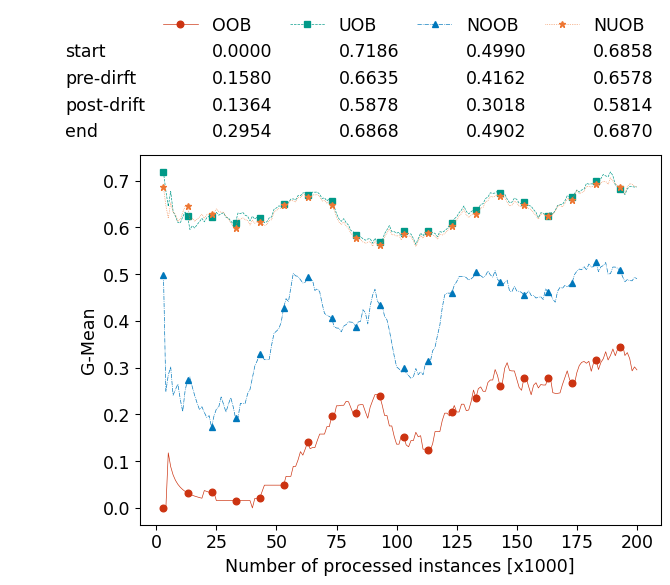 OOB UOB NOOB NUOB
start 0.0000 0.7186 0.4990 0.6858
pre-dirft 0.1580 0.6635 0.4162 0.6578
post-drift 0.1364 0.5878 0.3018 0.5814
end 0.2954 0.6868 0.4902 0.6870
0.7
0.6
0.5
0.4
0.3
0.2
0.1
0.0
G-Mean
0 25 50 75 100 125 150 175 200
Number of processed instances [x1000]